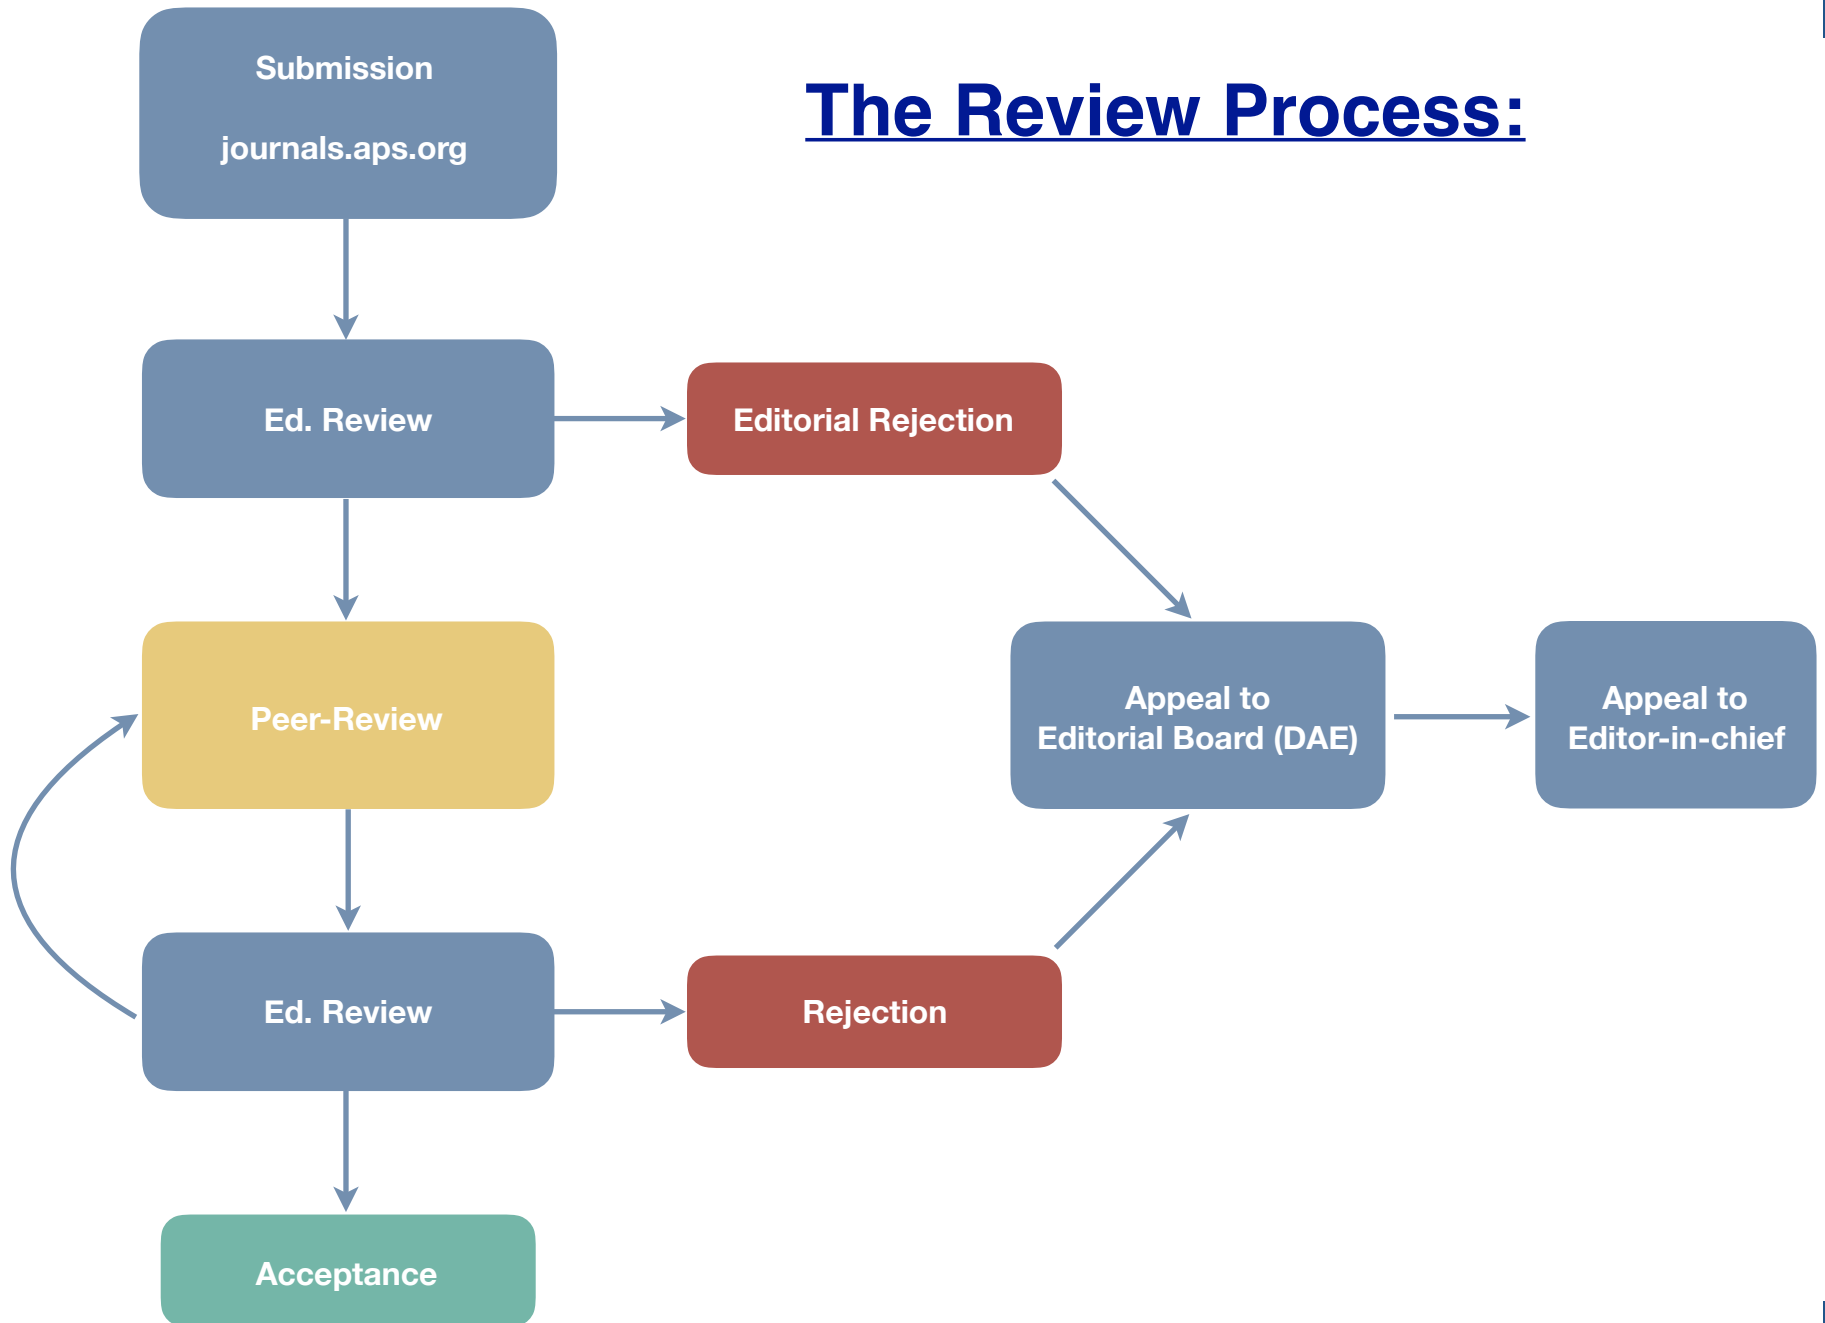 Submission
journals.aps.org
The Review Process:
Ed. Review
Editorial Rejection
Peer-Review
Appeal to
Editorial Board (DAE)
Appeal to
Editor-in-chief
Ed. Review
Rejection
Acceptance